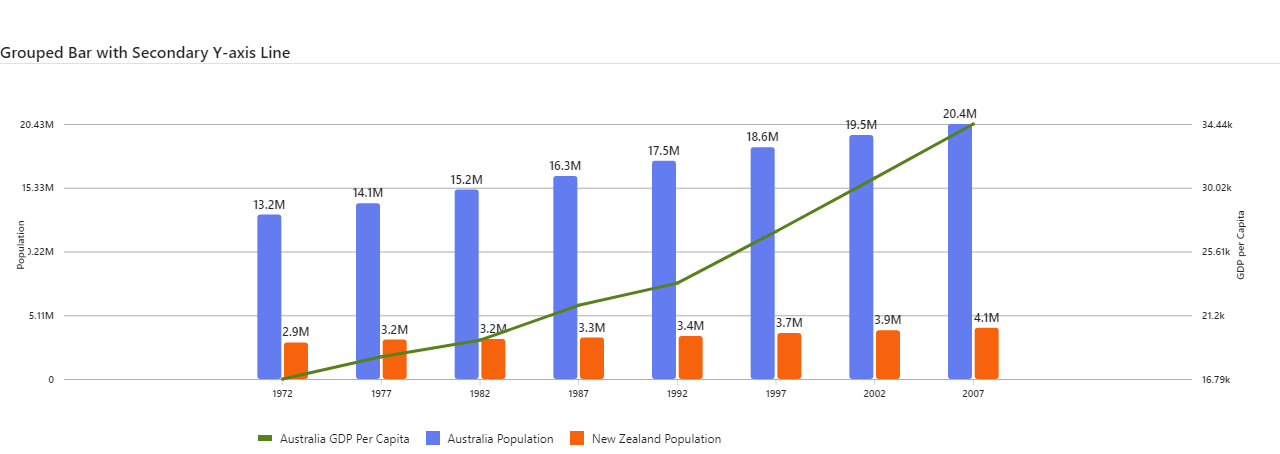 Grouped Bar with Secondary Y-axis Line
20.43M
15.33M
5.11M
0
Population
13.2M 14.1M 15.2M 16.3M 17.5M 18.6M 19.5M 20.4M
2.9M 3.2M 3.2M 3.3M 3.4M 3.7M 3.9M 4.1M
34.44k
30.02k
25.61k
21.2k
16.79k
GDP per Capita
1972 1977 1982 1987 1992 1997 2002 2007
Australia GDP Per Capita Australia Population New Zealand Population